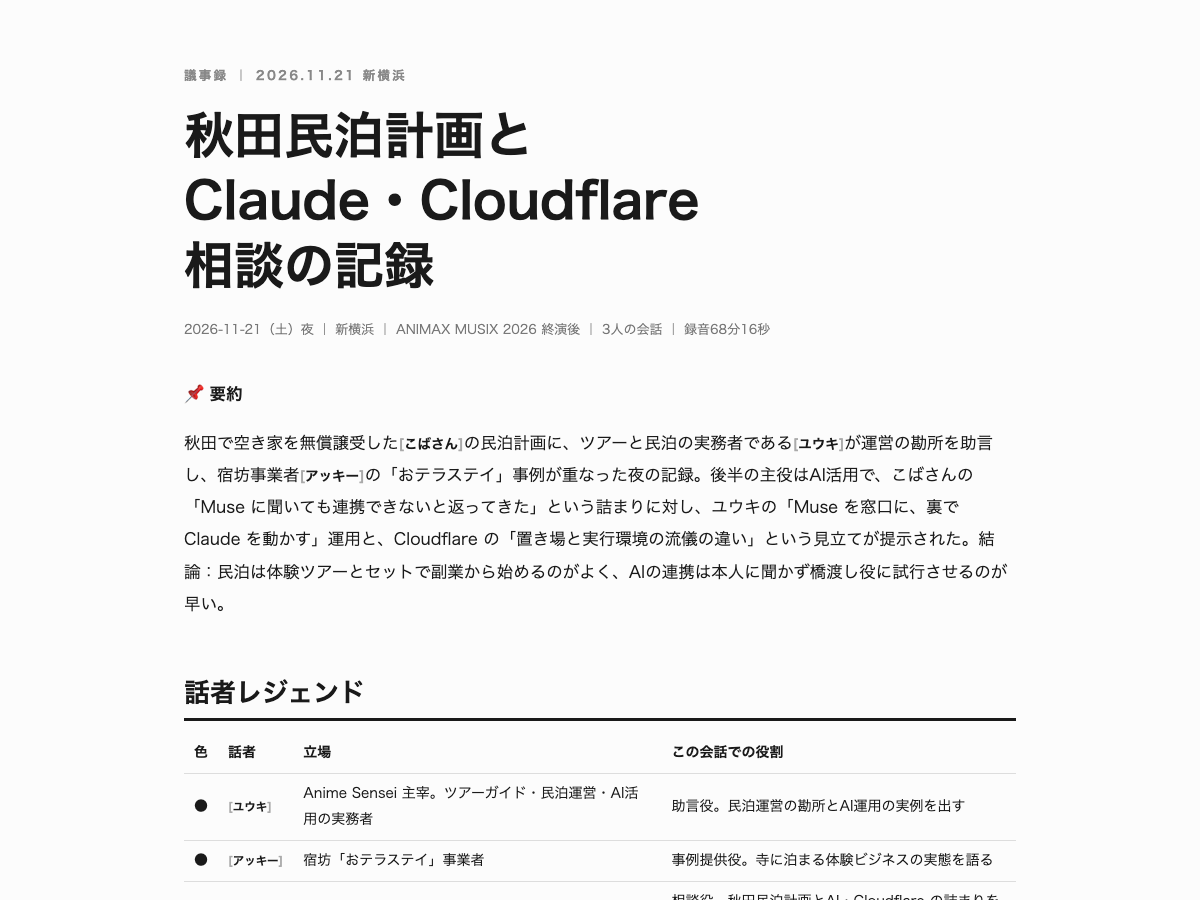 議事録 | 2026.11.21 新横浜
秋田民泊計画と
Claude・Cloudflare
相談の記録
2026-11-21（土）夜 | 新横浜 | ANIMAX MUSIX 2026 終演後 | 3人の会話 | 録音68分16秒
📌 要約
秋田で空き家を無償譲受した[こばさん]の民泊計画に、ツアーと民泊の実務者である[ユウキ]が運営の勘所を助言
し、宿坊事業者[アッキー]の「おテラステイ」事例が重なった夜の記録。後半の主役はAI活用で、こばさんの
「Muse に聞いても連携できないと返ってきた」という詰まりに対し、ユウキの「Muse を窓口に、裏で
Claude を動かす」運用と、Cloudflare の「置き場と実行環境の流儀の違い」という見立てが提示された。結
論：民泊は体験ツアーとセットで副業から始めるのがよく、AIの連携は本人に聞かず橋渡し役に試行させるのが
早い。
話者レジェンド
色 話者 立場 この会話での役割
● [ユウキ] Anime Sensei 主宰。ツアーガイド・民泊運営・AI活
用の実務者 助言役。民泊運営の勘所とAI運用の実例を出す
● [アッキー] 宿坊「おテラステイ」事業者 事例提供役。寺に泊まる体験ビジネスの実態を語る
相談役。秋田民泊計画とAI・Cloudflare の詰まりを